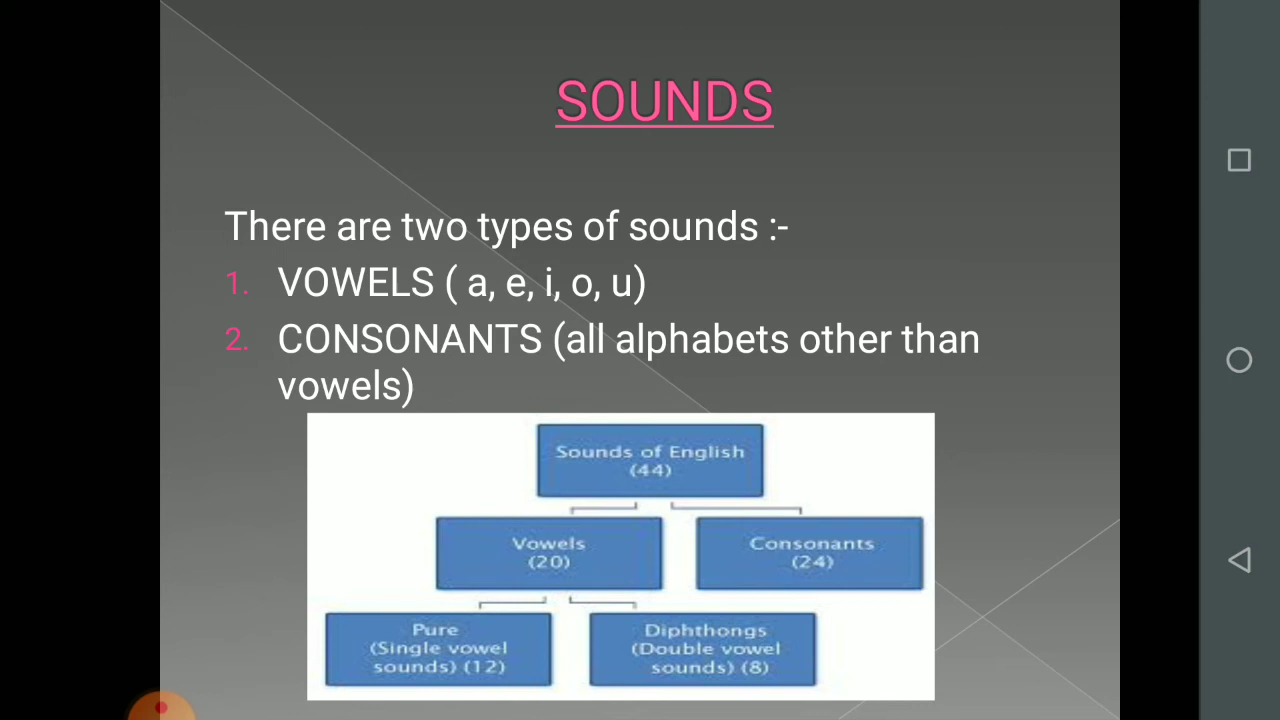 SOUNDS
There are two types of sounds :-
1. VOWELS ( a, e, i, o, u)
2. CONSONANTS (all alphabets other than
vowels)
Sounds of English
(44)
Vowels
(20)
Consonants
(24)
Pure
(Single vowel
sounds) (12)
Diphthongs
(Double vowel
sounds) (8)